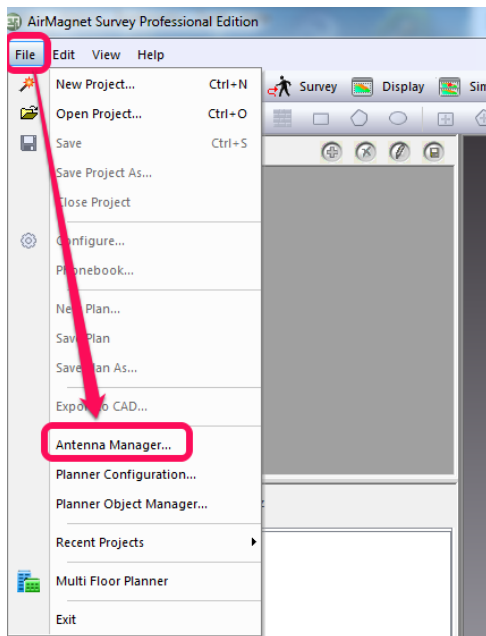 AirMagnet Survey Professional Edition
File Edit View Help
New Project... Ctrl+N
Survey Display Sim
Open Project... Ctrl+O
Save Ctrl+S
Save Project As...
Close Project
Configure...
Phonebook...
New Plan...
Save Plan
Save Plan As...
Export to CAD...
Antenna Manager...
Planner Configuration...
Planner Object Manager...
Recent Projects
Multi Floor Planner
Exit